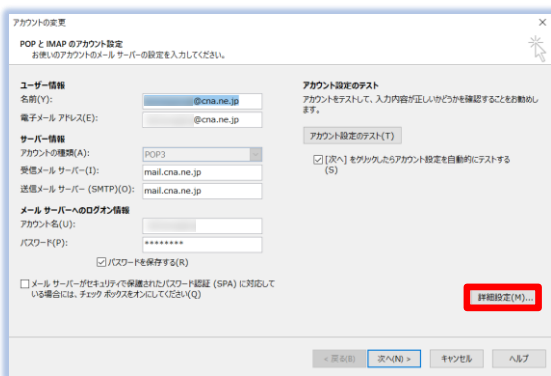 アカウントの変更
POP と IMAP のアカウント設定
お使いのアカウントのメール サーバーの設定を入力してください。
ユーザー情報
名前(Y):
@cna.ne.jp
電子メール アドレス(E):
@cna.ne.jp
サーバー情報
アカウントの種類(A):
POP3
受信メール サーバー(I):
mail.cna.ne.jp
送信メール サーバー (SMTP)(O):
mail.cna.ne.jp
メール サーバーへのログオン情報
アカウント名(U):
パスワード(P):
********
パスワードを保存する(R)
メール サーバーがセキュリティで保護されたパスワード認証 (SPA) に対応して
いる場合には、チェック ボックスをオンにしてください(Q)
アカウント設定のテスト
アカウントをテストして、入力内容が正しいかどうかを確認することをお勧めし
ます。
アカウント設定のテスト(T)
[次へ] をクリックしたらアカウント設定を自動的にテストする
(S)
詳細設定(M)...
< 戻る(B)
次へ(N) >
キャンセル
ヘルプ